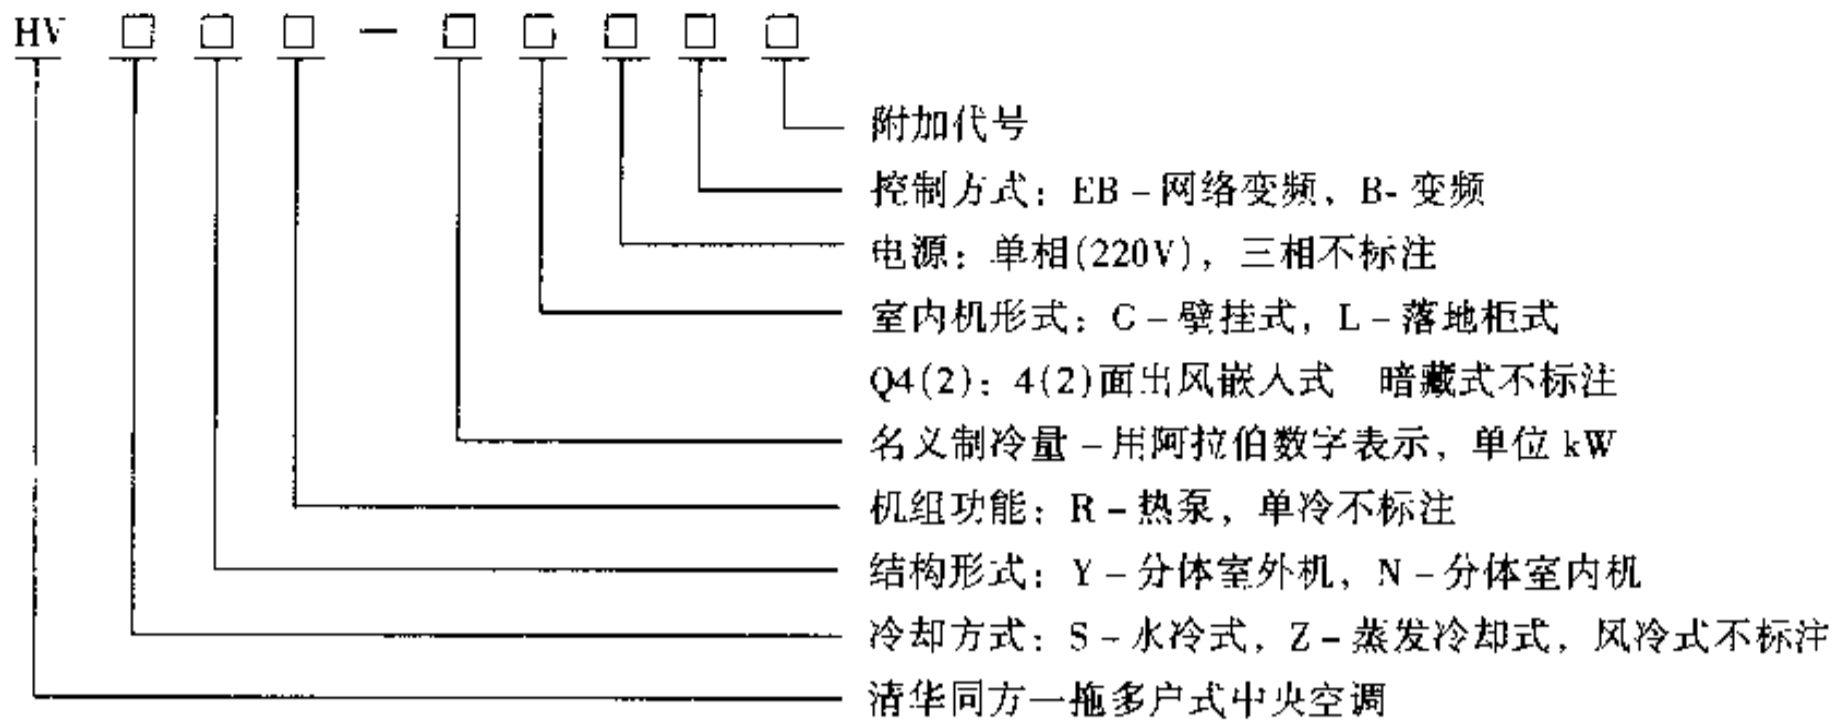 HV □ □ □ — □ □ □ □ □
附加代号
控制方式：EB－网络变频，B-变频
电源：单相(220V)，三相不标注
室内机形式：C－壁挂式，L－落地柜式
Q4(2)：4(2)面出风嵌入式 暗藏式不标注
名义制冷量－用阿拉伯数字表示，单位 kW
机组功能：R－热泵，单冷不标注
结构形式：Y－分体室外机，N－分体室内机
冷却方式：S－水冷式，Z－蒸发冷却式，风冷式不标注
清华同方一拖多户式中央空调